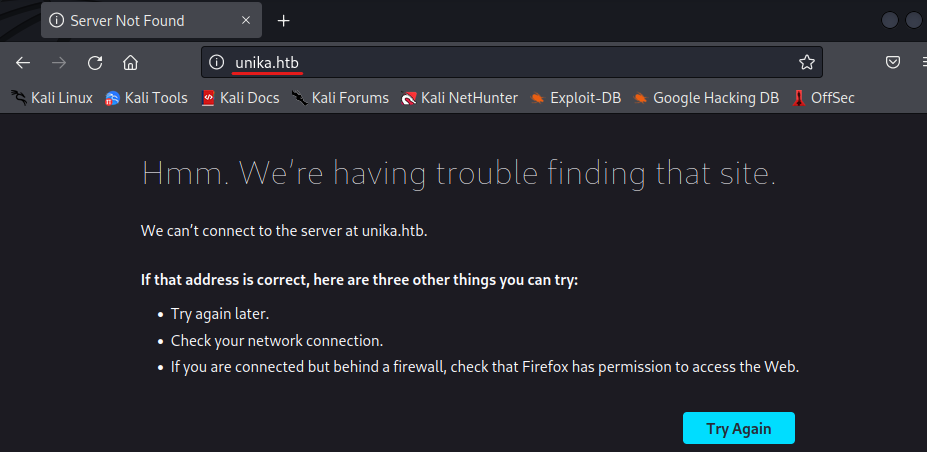 Server Not Found
unika.htb
Kali Linux Kali Tools Kali Docs Kali Forums Kali NetHunter Exploit-DB Google Hacking DB OffSec
Hmm. We're having trouble finding that site.
We can't connect to the server at unika.htb.
If that address is correct, here are three other things you can try:
• Try again later.
• Check your network connection.
• If you are connected but behind a firewall, check that Firefox has permission to access the Web.
Try Again